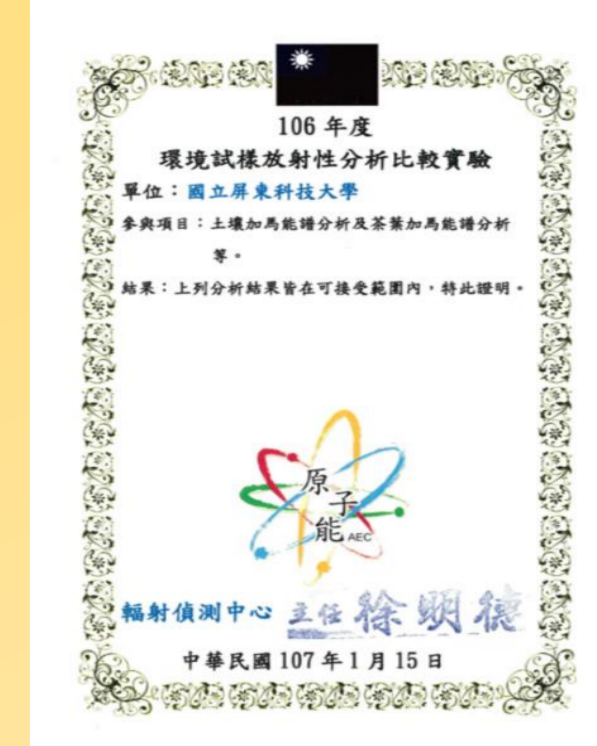 106 年度
環境試樣放射性分析比較實驗
單位：國立屏東科技大學
參與項目：土壤加馬能譜分析及茶葉加馬能譜分析
等。
結果：上列分析結果皆在可接受範圍內，特此證明。
原
子
能 AEC
輻射偵測中心 主任 徐明德
中華民國 107 年 1 月 15 日